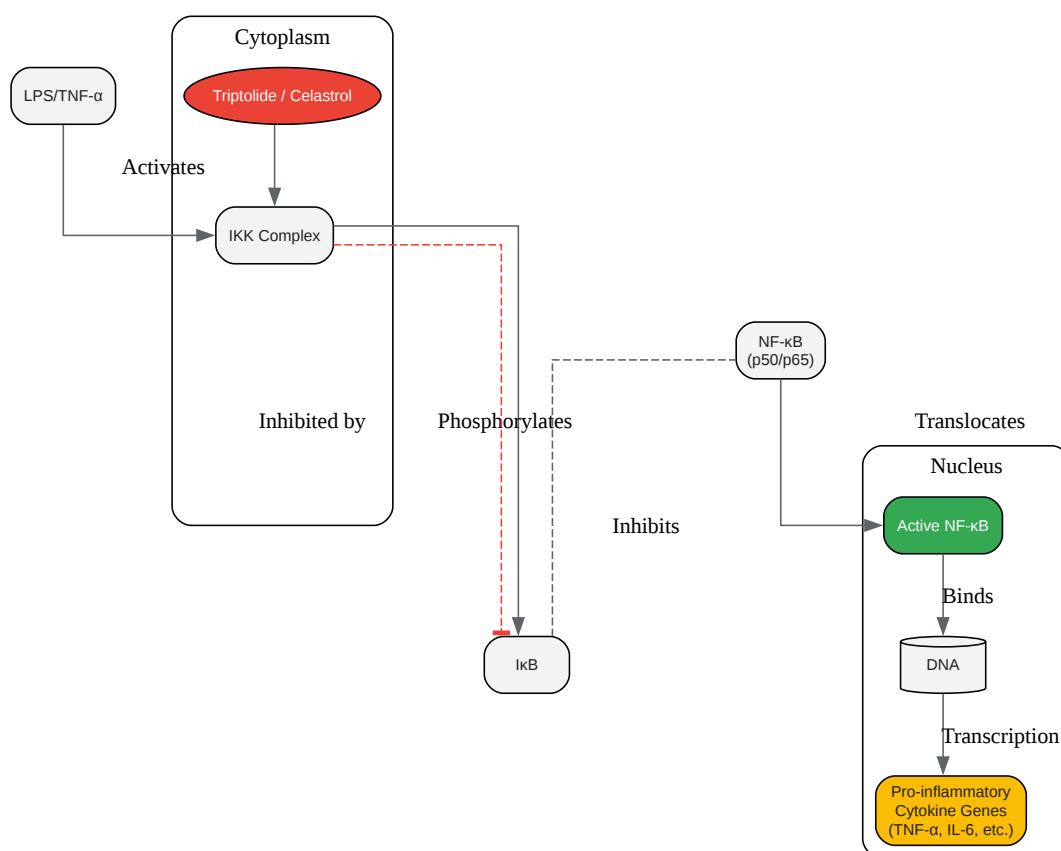 Cytoplasm
LPS/TNF-α
Triptolide / Celastrol
Activates
IKK Complex
NF-κB
(p50/p65)
Inhibited by
Phosphorylates
Translocates
Nucleus
Inhibits
Active NF-κB
Binds
IκB
DNA
Transcription
Pro-inflammatory
Cytokine Genes
(TNF-α, IL-6, etc.)